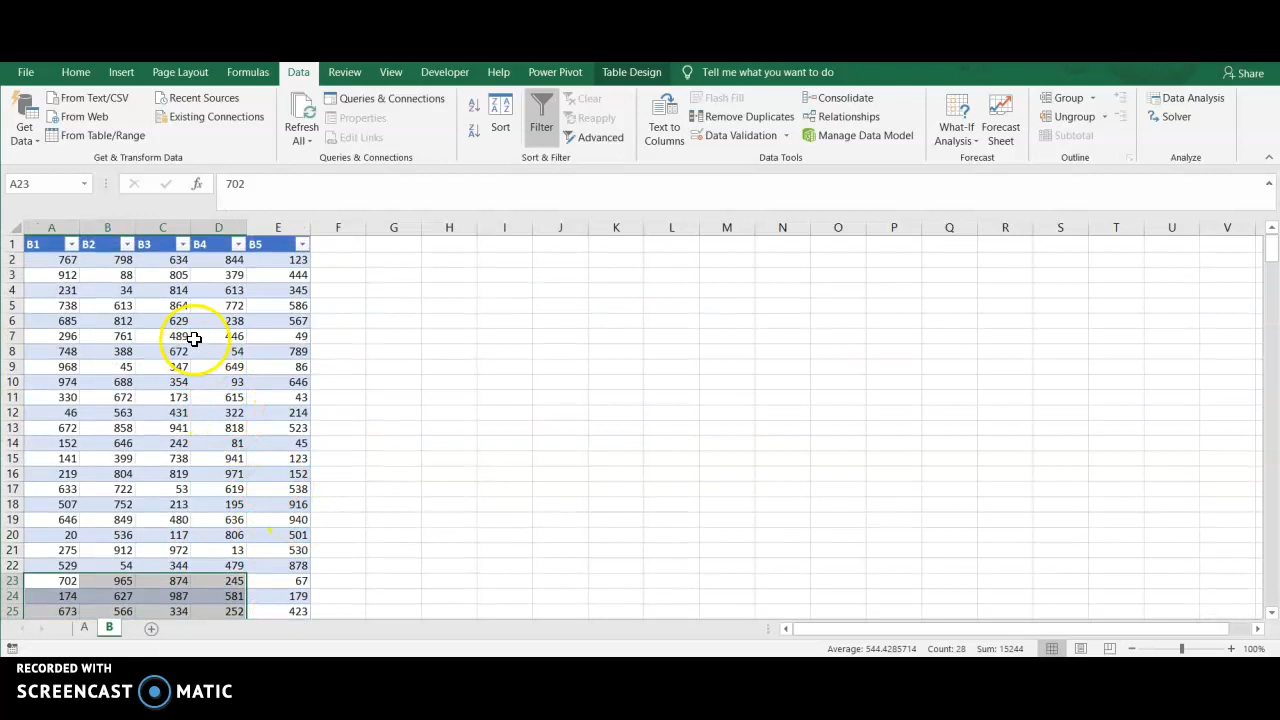 File Home Insert Page Layout Formulas Data Review View Developer Help Power Pivot Table Design Tell me what you want to do Share
From Text/CSV Recent Sources Queries & Connections Clear Flash Fill Consolidate Group Data Analysis
From Web Existing Connections Properties Reapply Remove Duplicates Relationships Ungroup Solver
Get Data From Table/Range Refresh All Edit Links Sort Filter Advanced Text to Columns Data Validation Manage Data Model What-If Analysis Forecast Sheet Subtotal
Get & Transform Data Queries & Connections Sort & Filter Data Tools Forecast Outline Analyze
A23 fx 702
A B C D E F G H I J K L M N O P Q R S T U V
1 B1 B2 B3 B4 B5
2 767 798 634 844 123
3 912 88 805 379 444
4 231 34 814 613 345
5 738 613 864 772 586
6 685 812 629 238 567
7 296 761 489 446 49
8 748 388 672 54 789
9 968 45 347 649 86
10 974 688 354 93 646
11 330 672 173 615 43
12 46 563 431 322 214
13 672 858 941 818 523
14 152 646 242 81 45
15 141 399 738 941 123
16 219 804 819 971 152
17 633 722 53 619 538
18 507 752 213 195 916
19 646 849 480 636 940
20 20 536 117 806 501
21 275 912 972 13 530
22 529 54 344 479 878
23 702 965 874 245 67
24 174 627 987 581 179
25 673 566 334 252 423
A B
Average: 544.4285714 Count: 28 Sum: 15244 100%
RECORDED WITH
SCREENCAST MATIC